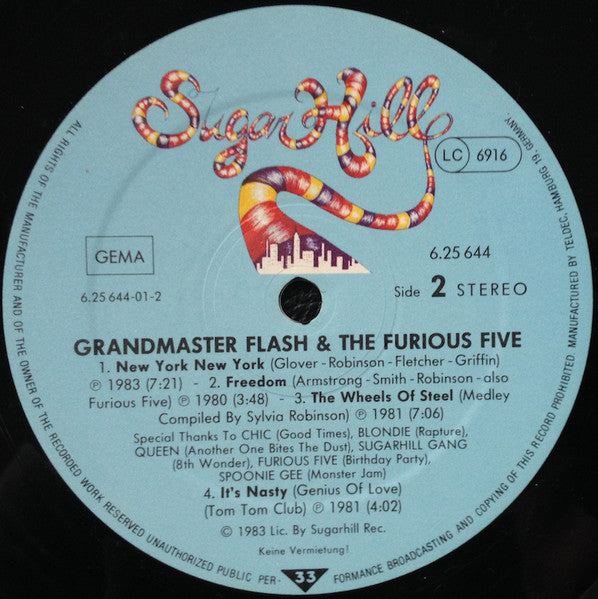 Sugar Hill
LC 6916
GEMA
6.25 644
6.25 644-01-2
Side 2 STEREO
GRANDMASTER FLASH & THE FURIOUS FIVE
1. New York New York (Glover-Robinson-Fletcher-Griffin)
℗ 1983 (7:21) - 2. Freedom (Armstrong-Smith-Robinson-also
Furious Five) ℗ 1980 (3:48) - 3. The Wheels Of Steel (Medley
Compiled By Sylvia Robinson) ℗ 1981 (7:06)
Special Thanks To CHIC (Good Times), BLONDIE (Rapture),
QUEEN (Another One Bites The Dust), SUGARHILL GANG
(8th Wonder), FURIOUS FIVE (Birthday Party),
SPOONIE GEE (Monster Jam)
4. It's Nasty (Genius Of Love)
(Tom Tom Club) ℗ 1981 (4:02)
© 1983 Lic. By Sugarhill Rec.
Keine Vermietung!
33
ALL RIGHTS OF THE MANUFACTURER AND OF THE OWNER OF THE RECORDED WORK RESERVED UNAUTHORIZED PUBLIC PER-FORMANCE BROADCASTING AND COPYING OF THIS RECORD PROHIBITED. MANUFACTURED BY TELDEC, HAMBURG 19, GERMANY